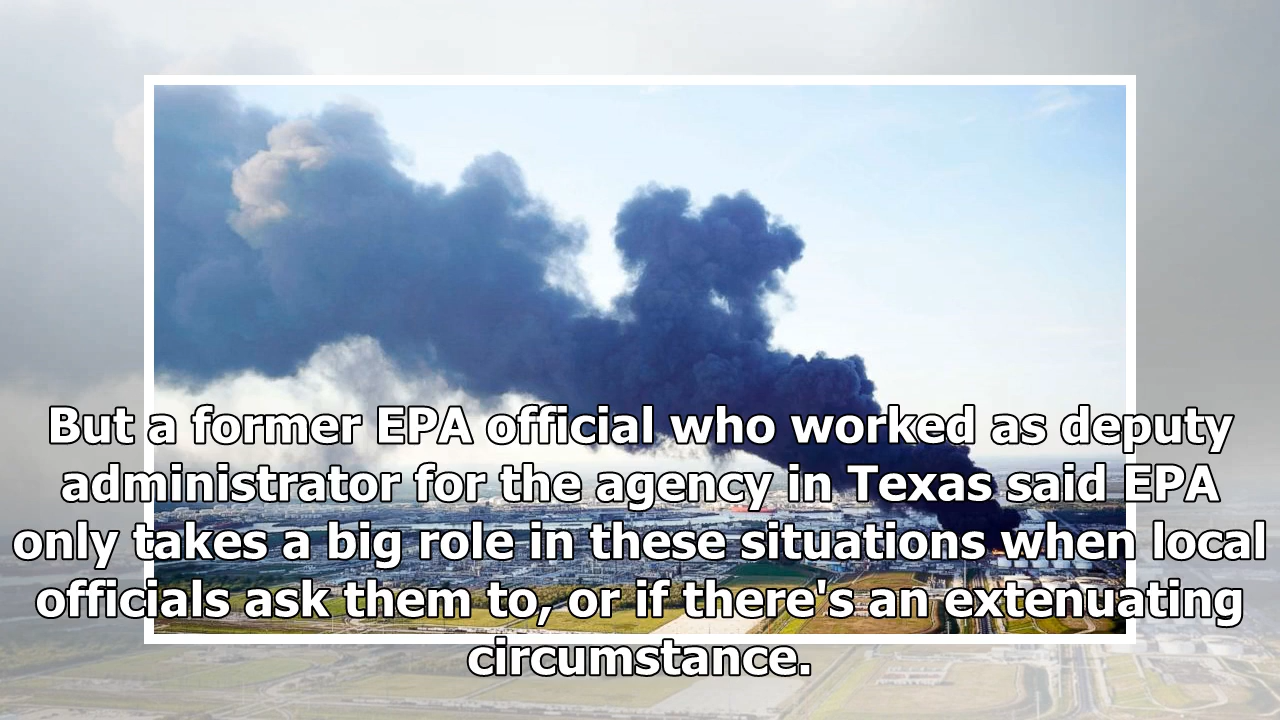 But a former EPA official who worked as deputy
administrator for the agency in Texas said EPA
only takes a big role in these situations when local
officials ask them to, or if there's an extenuating
circumstance.